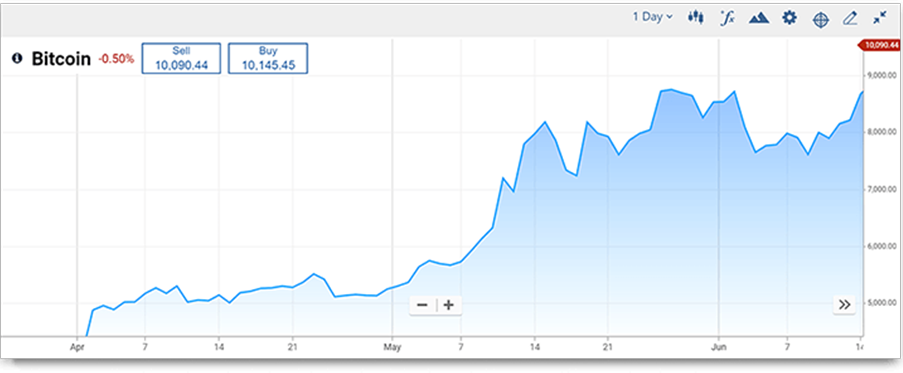 1 Day
10,090.44
Bitcoin -0.50%
Sell
10,090.44
Buy
10,145.45
9,000.00
8,000.00
7,000.00
6,000.00
5,000.00
Apr 7 14 21 May 7 14 21 Jun 7